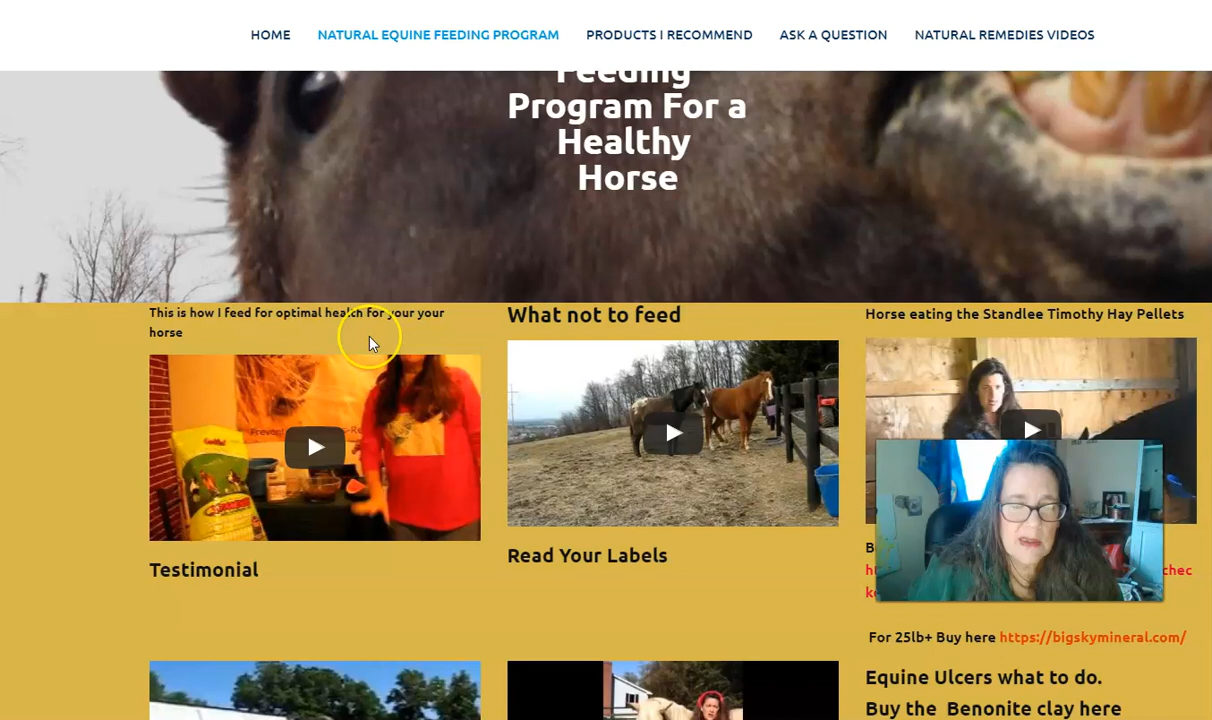 HOME NATURAL EQUINE FEEDING PROGRAM PRODUCTS I RECOMMEND ASK A QUESTION NATURAL REMEDIES VIDEOS
Feeding
Program For a
Healthy
Horse
This is how I feed for optimal health for your your
horse
Testimonial
What not to feed
Read Your Labels
Horse eating the Standlee Timothy Hay Pellets
For 25lb+ Buy here https://bigskymineral.com/
Equine Ulcers what to do.
Buy the Benonite clay here